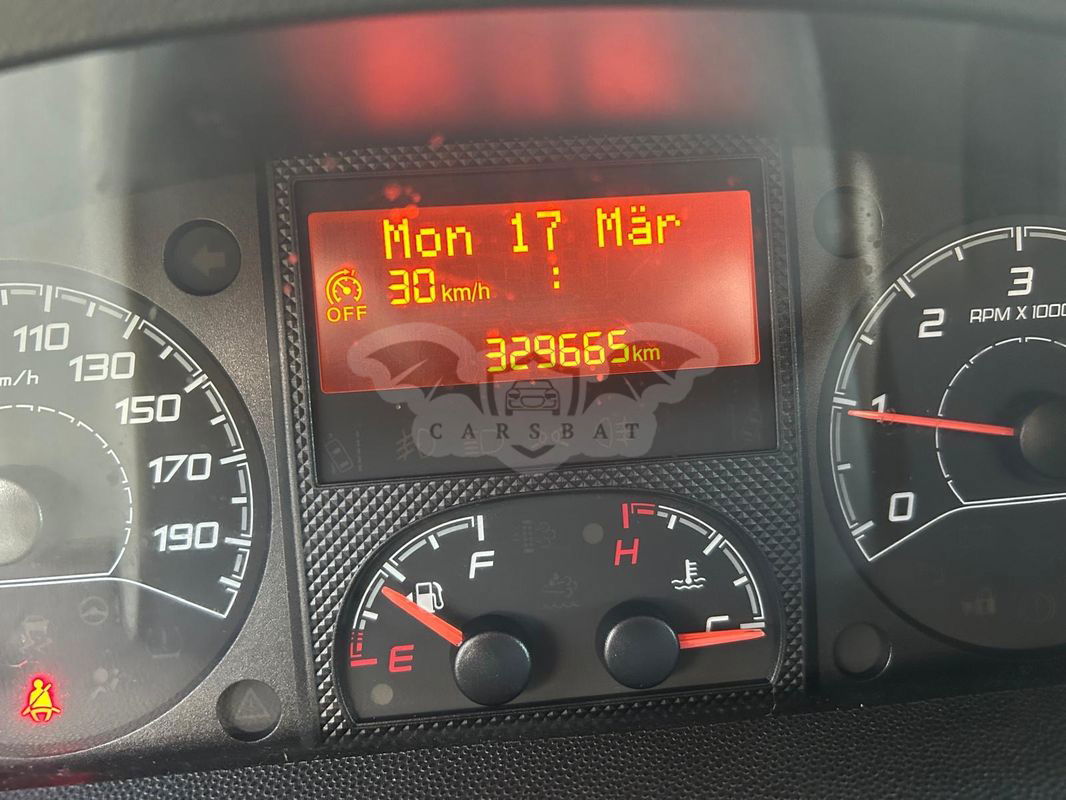 Mon 17 Mär
OFF
30 km/h :
329665 km
CARSBAT
110
130
150
170
190
m/h
F
E
H
C
3
2
1
0
RPM X 1000